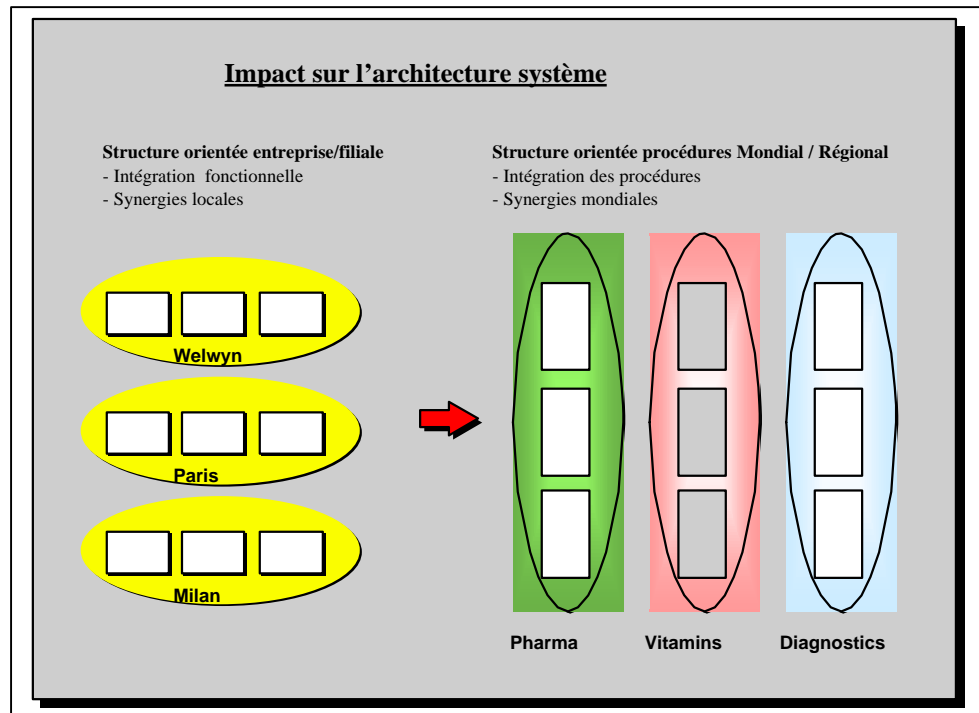 Impact sur l'architecture système
Structure orientée entreprise/filiale
- Intégration  fonctionnelle
- Synergies locales
Structure orientée procédures Mondial / Régional
- Intégration des procédures
- Synergies mondiales
Welwyn
Paris
Milan
Pharma
Vitamins
Diagnostics